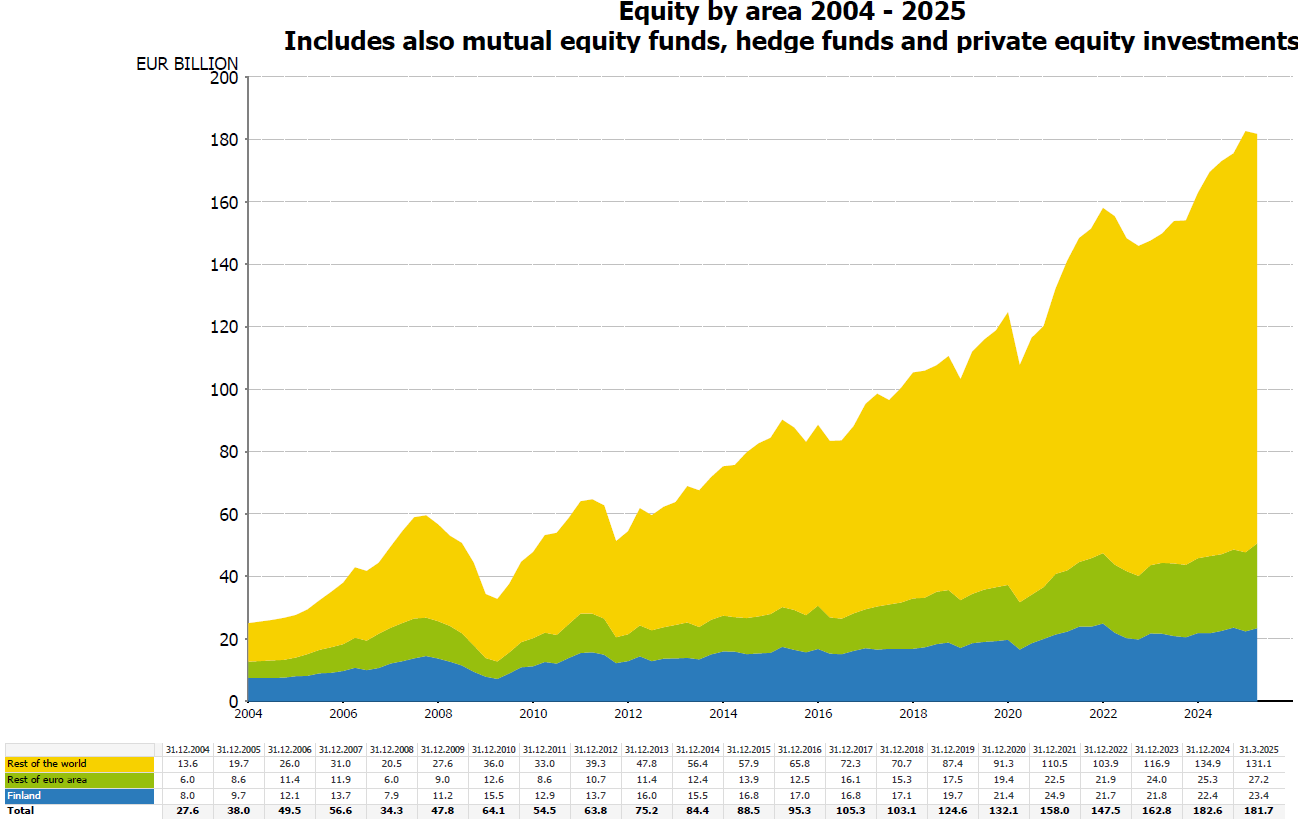 Equity by area 2004 - 2025
Includes also mutual equity funds, hedge funds and private equity investments
EUR BILLION
200
180
160
140
120
100
80
60
40
20
0
2004 2006 2008 2010 2012 2014 2016 2018 2020 2022 2024
31.12.2004 31.12.2005 31.12.2006 31.12.2007 31.12.2008 31.12.2009 31.12.2010 31.12.2011 31.12.2012 31.12.2013 31.12.2014 31.12.2015 31.12.2016 31.12.2017 31.12.2018 31.12.2019 31.12.2020 31.12.2021 31.12.2022 31.12.2023 31.12.2024 31.3.2025
Rest of the world 13.6 19.7 26.0 31.0 20.5 27.6 36.0 33.0 39.3 47.8 56.4 57.9 65.8 72.3 70.7 87.4 91.3 110.5 103.9 116.9 134.9 131.1
Rest of euro area 6.0 8.6 11.4 11.9 6.0 9.0 12.6 8.6 10.7 11.4 12.4 13.9 12.5 16.1 15.3 17.5 19.4 22.5 21.9 24.0 25.3 27.2
Finland 8.0 9.7 12.1 13.7 7.9 11.2 15.5 12.9 13.7 16.0 15.5 16.8 17.0 16.8 17.1 19.7 21.4 24.9 21.7 21.8 22.4 23.4
Total 27.6 38.0 49.5 56.6 34.3 47.8 64.1 54.5 63.8 75.2 84.4 88.5 95.3 105.3 103.1 124.6 132.1 158.0 147.5 162.8 182.6 181.7